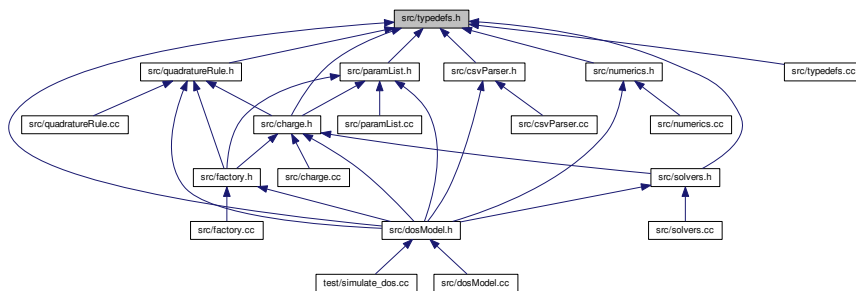 src/typedefs.h
src/quadratureRule.h
src/paramList.h
src/csvParser.h
src/numerics.h
src/typedefs.cc
src/quadratureRule.cc
src/charge.h
src/paramList.cc
src/csvParser.cc
src/numerics.cc
src/factory.h
src/charge.cc
src/solvers.h
src/factory.cc
src/dosModel.h
src/solvers.cc
test/simulate_dos.cc
src/dosModel.cc